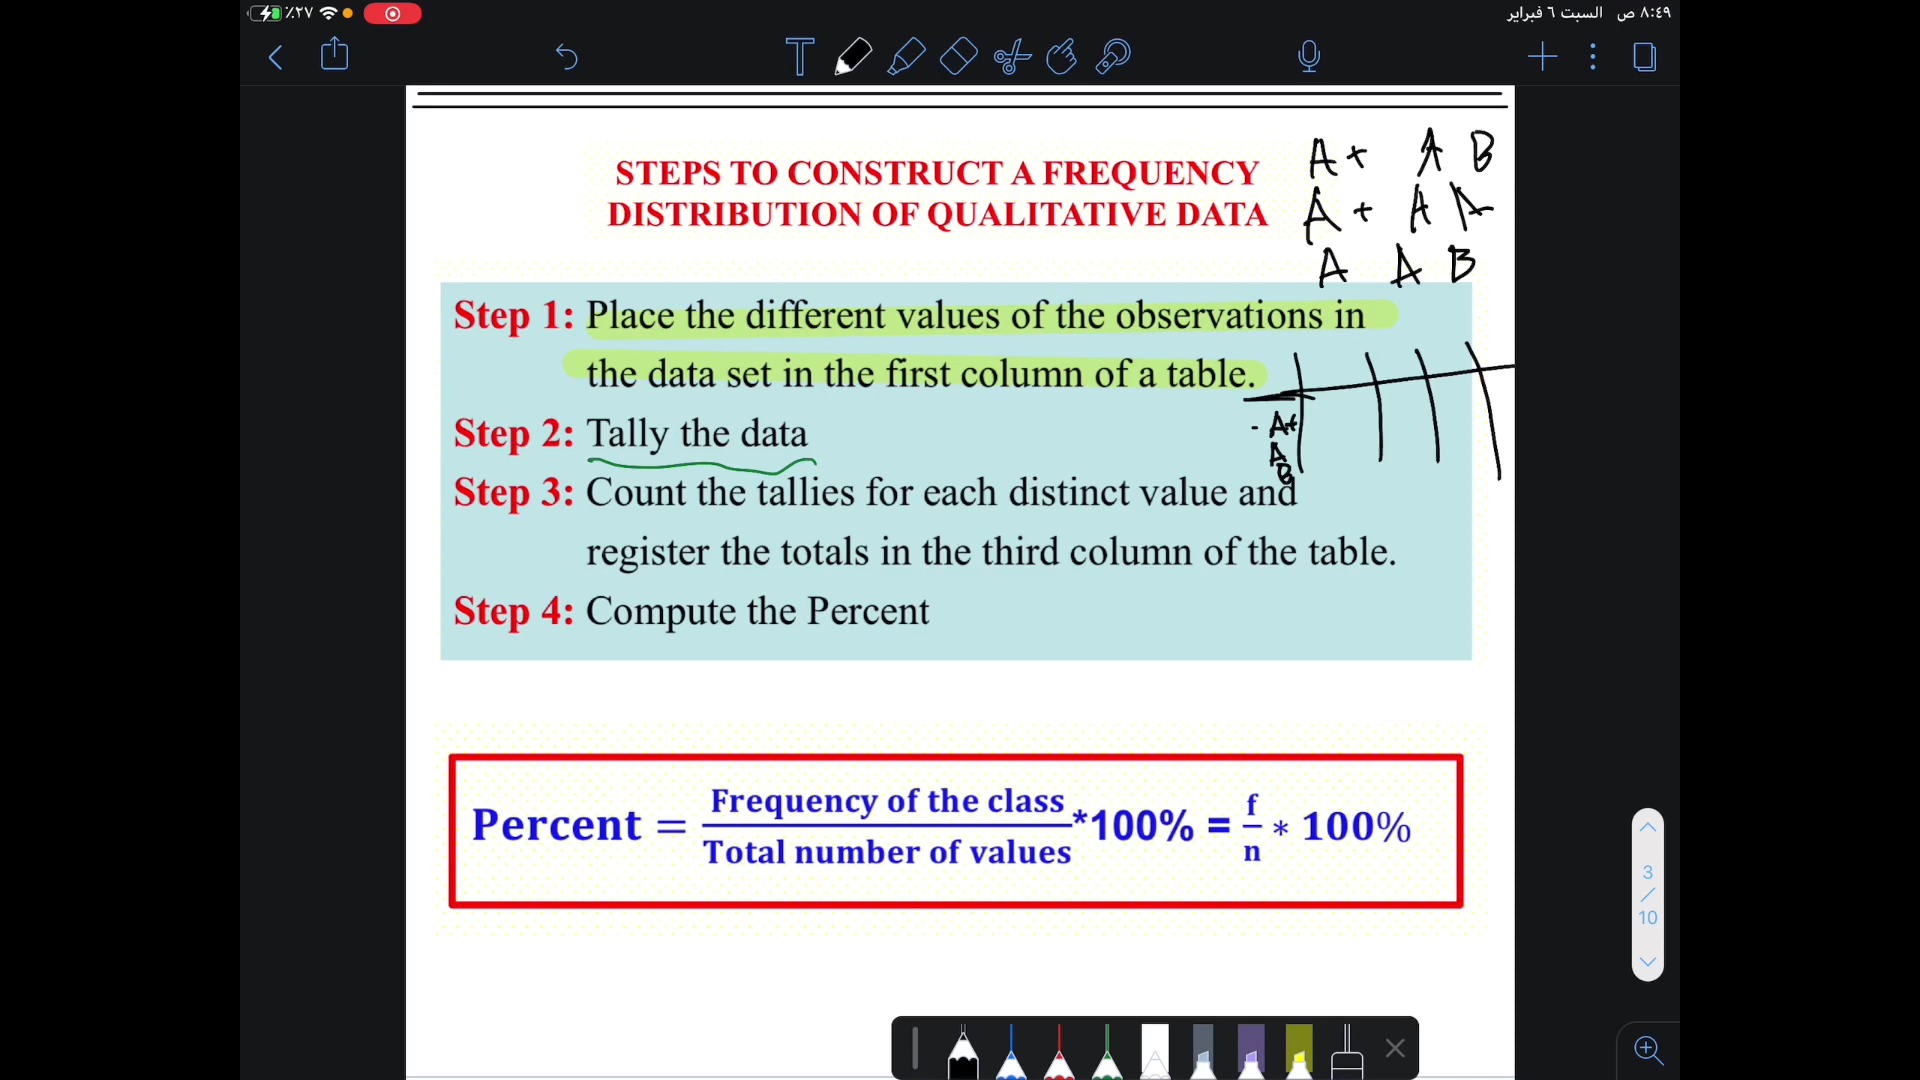 ٪٢٧
السبت ٦ فبراير ٨:٤٩ ص
STEPS TO CONSTRUCT A FREQUENCY
DISTRIBUTION OF QUALITATIVE DATA
A+ A B
A+ A A
A A B
Step 1: Place the different values of the observations in
the data set in the first column of a table.
Step 2: Tally the data
A+
A
B
Step 3: Count the tallies for each distinct value and
register the totals in the third column of the table.
Step 4: Compute the Percent
Percent = Frequency of the class / Total number of values *100% = f / n * 100%
3 / 10